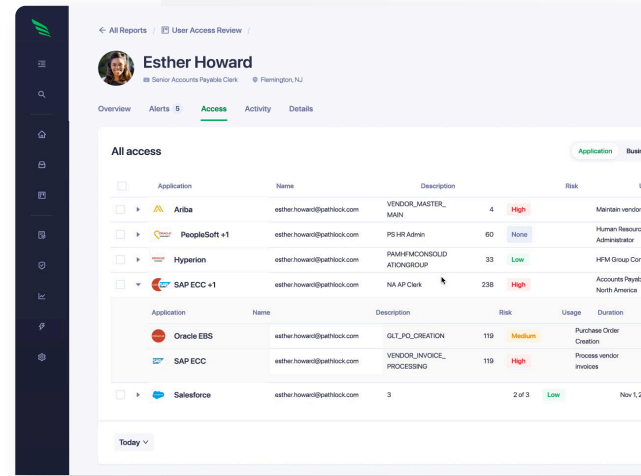 ← All Reports / User Access Review /
Esther Howard
Senior Accounts Payable Clerk Flemington, NJ
Overview Alerts 5 Access Activity Details
All access
Application Busi
Application Name Description Risk U
Ariba esther.howard@pathlock.com VENDOR_MASTER_
MAIN 4 High Maintain vendor
PeopleSoft +1 esther.howard@pathlock.com PS HR Admin 60 None Human Resourc
Administrator
Hyperion esther.howard@pathlock.com PAMHFMCONSOLID
ATIONGROUP 33 Low HFM Group Con
SAP ECC +1 esther.howard@pathlock.com NA AP Clerk 238 High Accounts Payab
North America
Application Name Description Risk Usage Duration
Oracle EBS esther.howard@pathlock.com GLT_PO_CREATION 119 Medium Purchase Order
Creation
SAP ECC esther.howard@pathlock.com VENDOR_INVOICE_
PROCESSING 119 High Process vendor
invoices
Salesforce esther.howard@pathlock.com 3 2 of 3 Low Nov 1, 2
Today